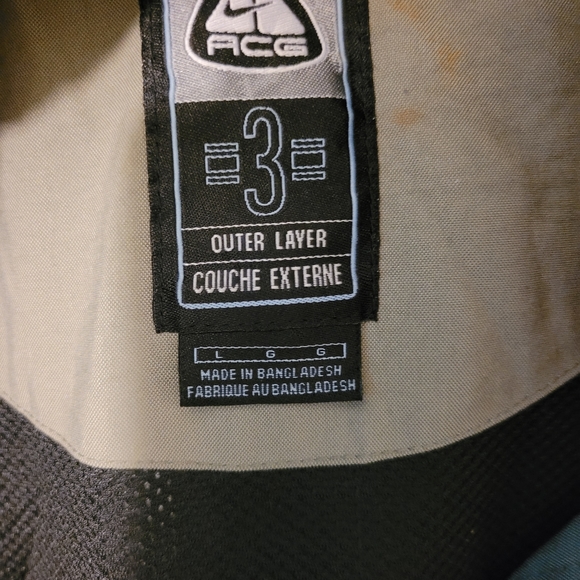 ACG
3
OUTER LAYER
COUCHE EXTERNE
L G G
MADE IN BANGLADESH
FABRIQUE AU BANGLADESH